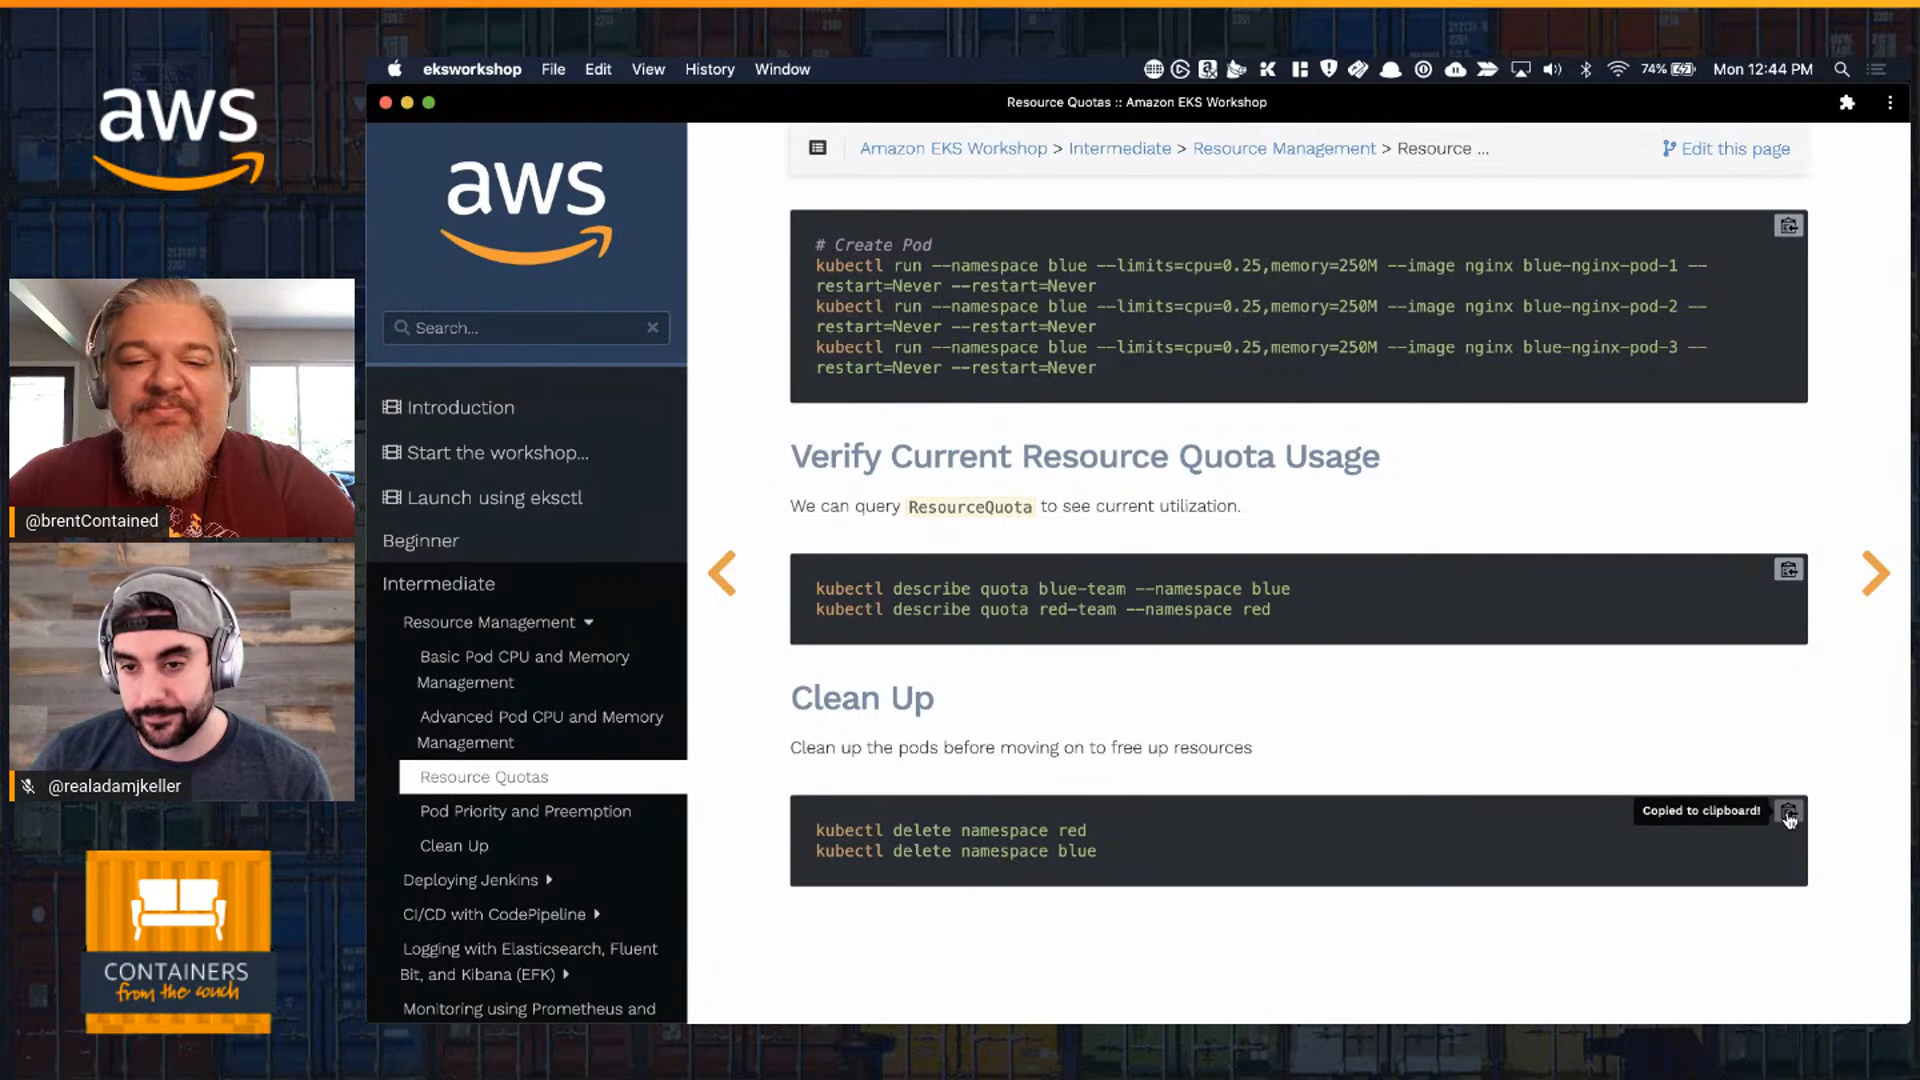 aws
eksworkshop File Edit View History Window
74% Mon 12:44 PM
Resource Quotas :: Amazon EKS Workshop
aws
Search...
Introduction
Start the workshop...
Launch using eksctl
Beginner
Intermediate
Resource Management
Basic Pod CPU and Memory
Management
Advanced Pod CPU and Memory
Management
Resource Quotas
Pod Priority and Preemption
Clean Up
Deploying Jenkins
CI/CD with CodePipeline
Logging with Elasticsearch, Fluent
Bit, and Kibana (EFK)
Monitoring using Prometheus and
Amazon EKS Workshop > Intermediate > Resource Management > Resource ...
Edit this page
# Create Pod
kubectl run --namespace blue --limits=cpu=0.25,memory=250M --image nginx blue-nginx-pod-1 --
restart=Never --restart=Never
kubectl run --namespace blue --limits=cpu=0.25,memory=250M --image nginx blue-nginx-pod-2 --
restart=Never --restart=Never
kubectl run --namespace blue --limits=cpu=0.25,memory=250M --image nginx blue-nginx-pod-3 --
restart=Never --restart=Never
Verify Current Resource Quota Usage
We can query ResourceQuota to see current utilization.
kubectl describe quota blue-team --namespace blue
kubectl describe quota red-team --namespace red
Clean Up
Clean up the pods before moving on to free up resources
Copied to clipboard!
kubectl delete namespace red
kubectl delete namespace blue
@brentContained
@realadamjkeller
CONTAINERS
from the couch